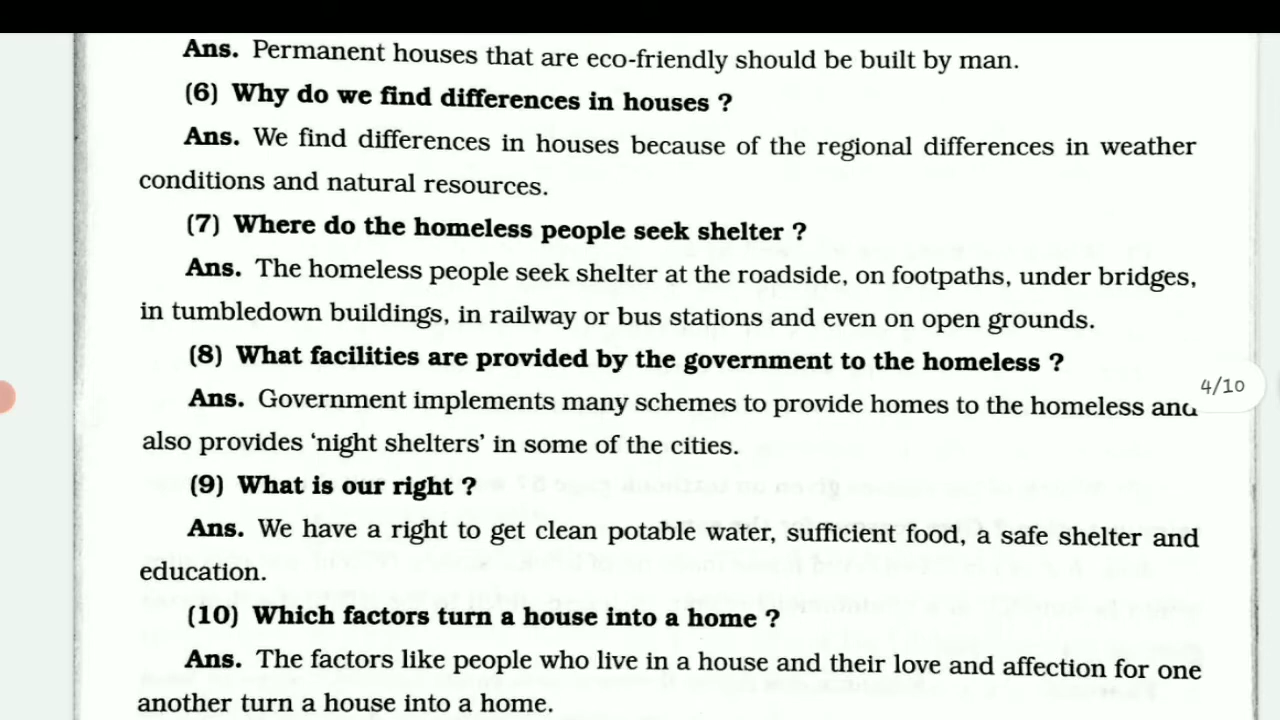 Ans. Permanent houses that are eco-friendly should be built by man.
(6) Why do we find differences in houses ?
Ans. We find differences in houses because of the regional differences in weather
conditions and natural resources.
(7) Where do the homeless people seek shelter ?
Ans. The homeless people seek shelter at the roadside, on footpaths, under bridges,
in tumbledown buildings, in railway or bus stations and even on open grounds.
(8) What facilities are provided by the government to the homeless ?
4/10
Ans. Government implements many schemes to provide homes to the homeless and
also provides ‘night shelters’ in some of the cities.
(9) What is our right ?
Ans. We have a right to get clean potable water, sufficient food, a safe shelter and
education.
(10) Which factors turn a house into a home ?
Ans. The factors like people who live in a house and their love and affection for one
another turn a house into a home.